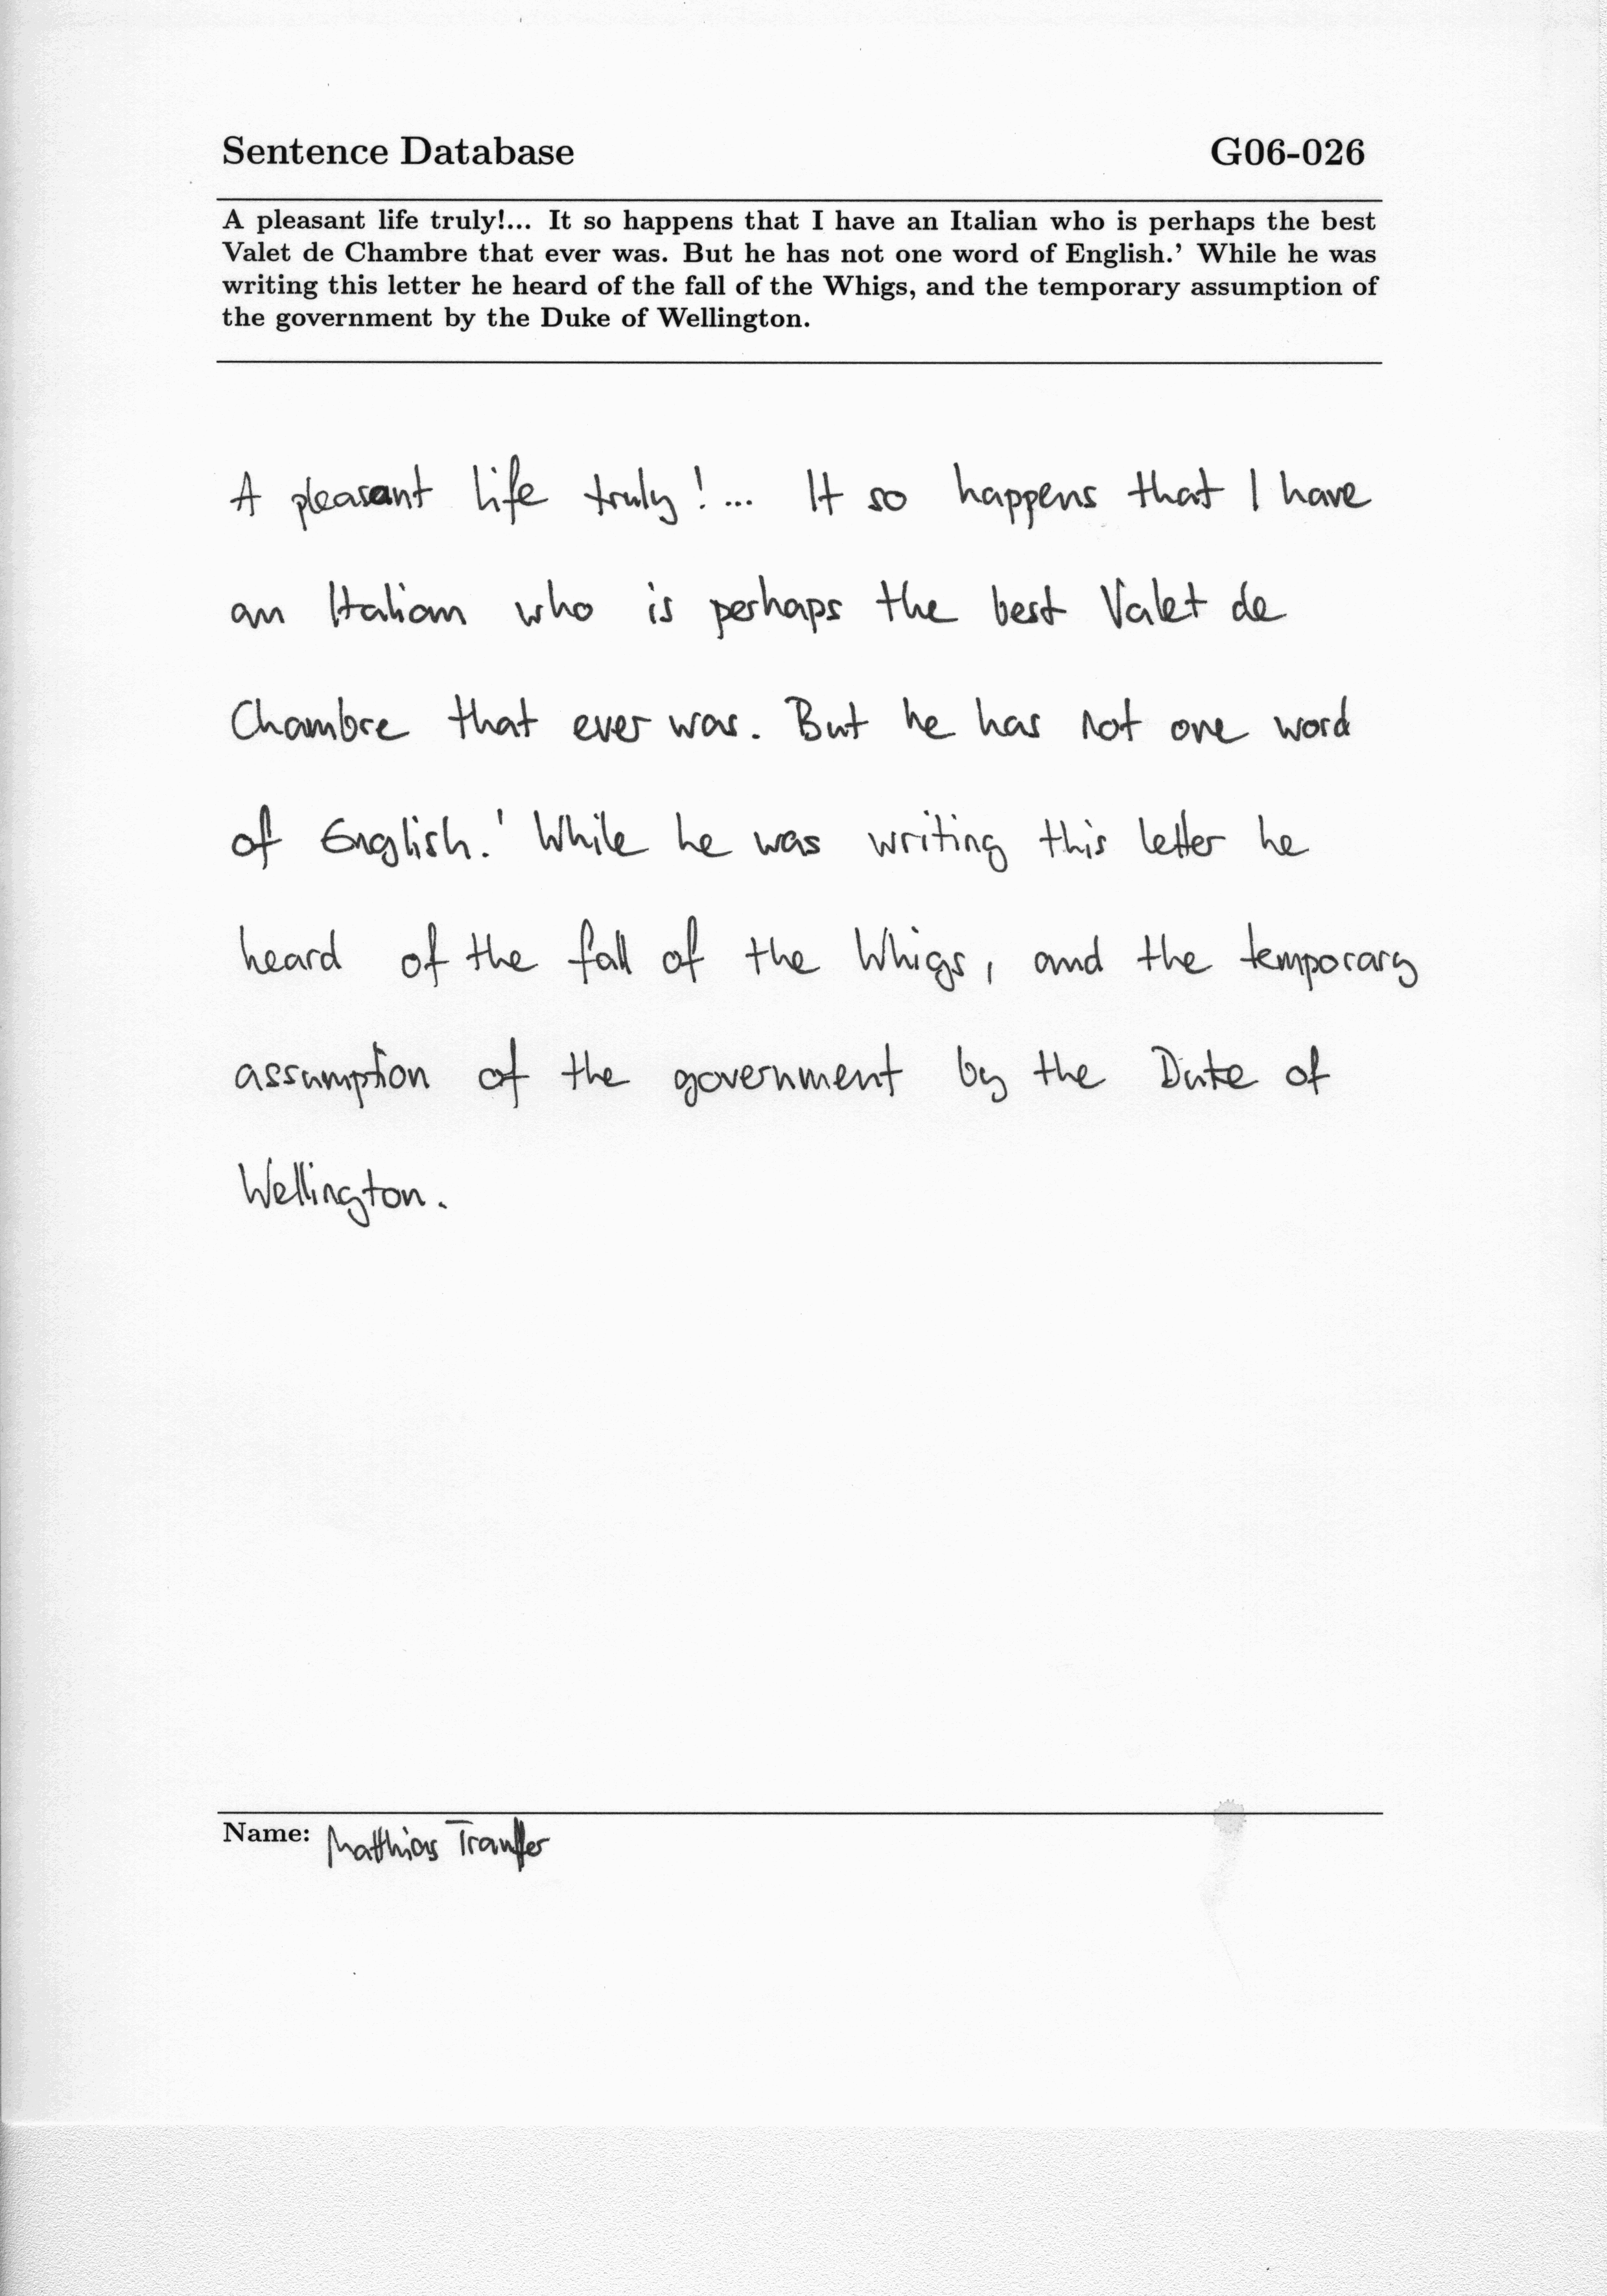 Sentence Database G06-026
A pleasant life truly!... It so happens that I have an Italian who is perhaps the best
Valet de Chambre that ever was. But he has not one word of English.' While he was
writing this letter he heard of the fall of the Whigs, and the temporary assumption of
the government by the Duke of Wellington.
A pleasant life truly!... It so happens that I have
an Italian who is perhaps the best Valet de
Chambre that ever was. But he has not one word
of English.' While he was writing this letter he
heard of the fall of the Whigs, and the temporary
assumption of the government by the Duke of
Wellington.
Name: Matthias